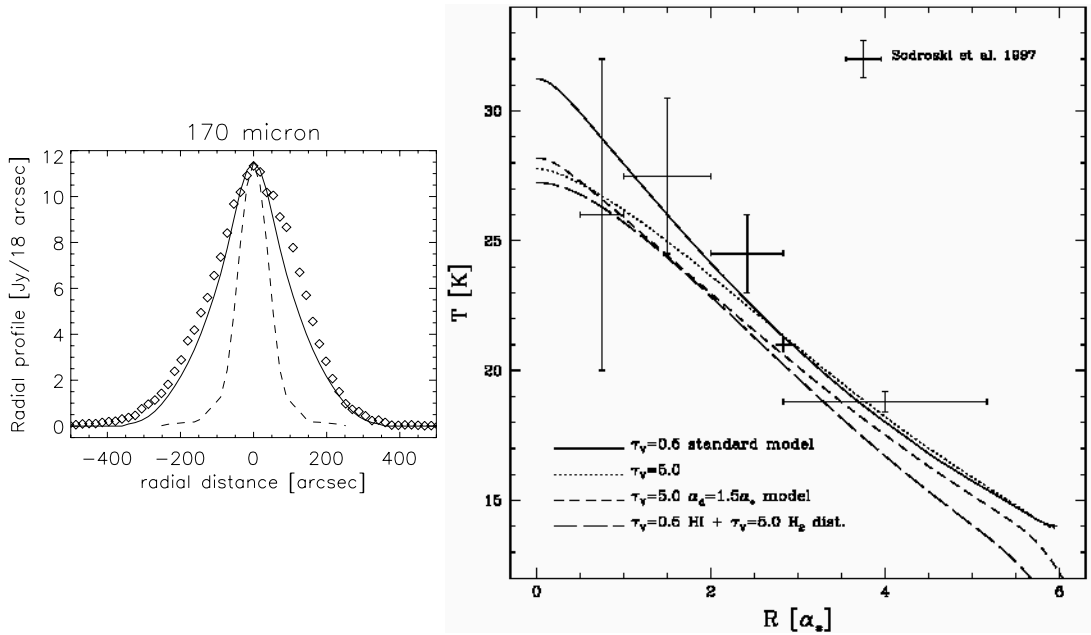 170 micron
Radial profile [Jy/18 arcsec]
12
10
8
6
4
2
0
−400
−200
0
200
400
radial distance [arcsec]
Sodroski et al. 1997
T [K]
30
25
20
15
τV=0.5 standard model
τV=5.0
τV=5.0 αd=1.5α* model
τV=0.5 HI + τV=5.0 H2 dist.
0
2
4
6
R [α*]